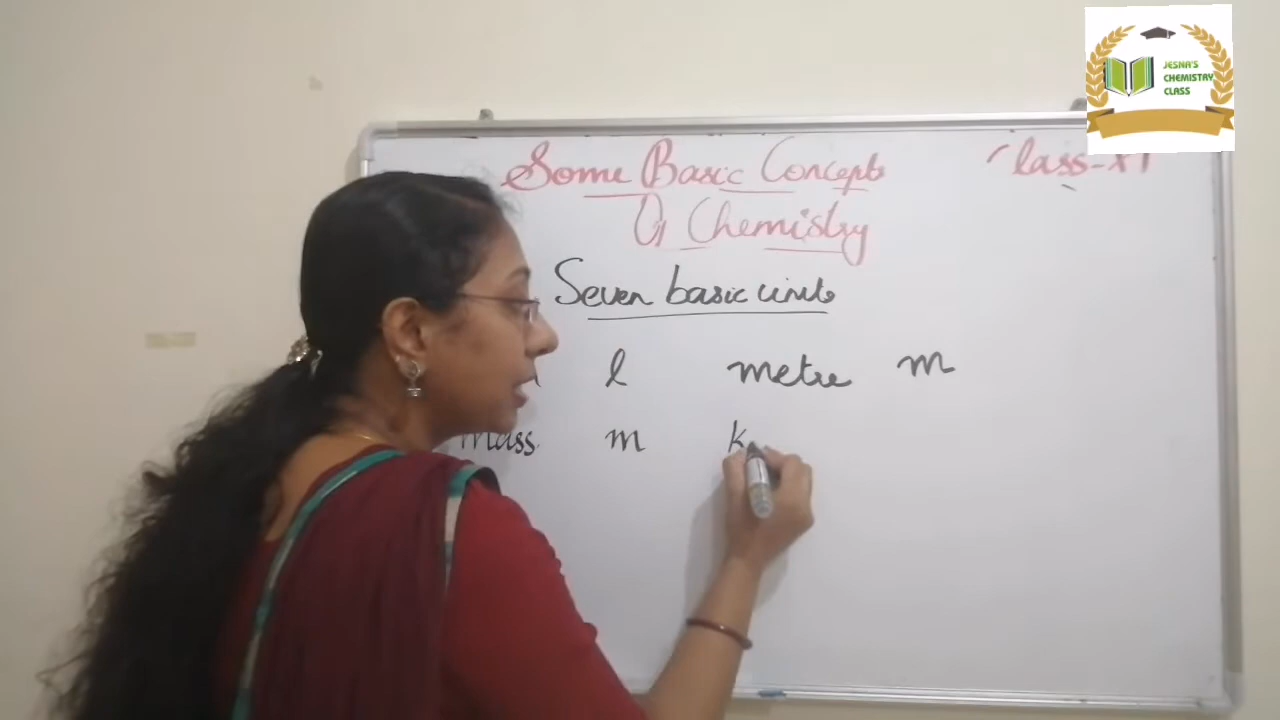 JESNA'S
CHEMISTRY
CLASS
Some Basic Concepts Class-XI
Of Chemistry
Seven basic units
l metre m
Mass m k